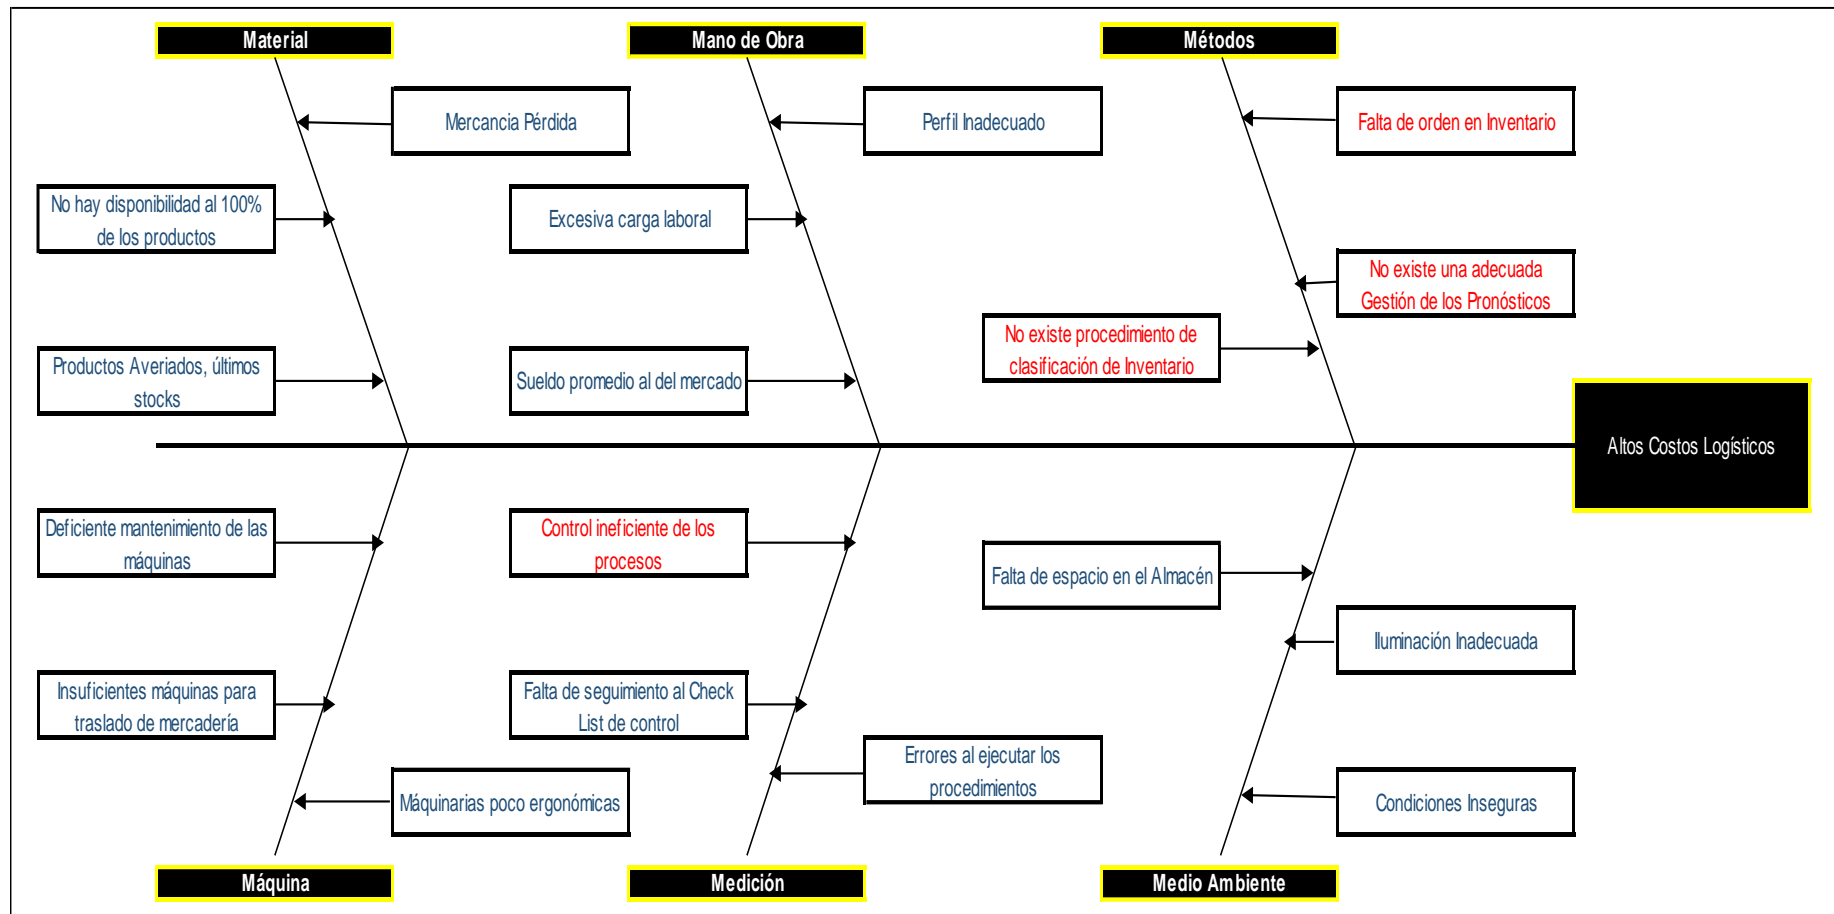 Material
Mano de Obra
Métodos
Mercancia Pérdida
Perfil Inadecuado
Falta de orden en Inventario
No hay disponibilidad al 100%
de los productos
Excesiva carga laboral
No existe una adecuada
Gestión de los Pronósticos
No existe procedimiento de
clasificación de Inventario
Productos Averiados, últimos
stocks
Sueldo promedio al del mercado
Altos Costos Logísticos
Deficiente mantenimiento de las
máquinas
Control ineficiente de los
procesos
Falta de espacio en el Almacén
Iluminación Inadecuada
Insuficientes máquinas para
traslado de mercadería
Falta de seguimiento al Check
List de control
Errores al ejecutar los
procedimientos
Máquinarias poco ergonómicas
Condiciones Inseguras
Máquina
Medición
Medio Ambiente